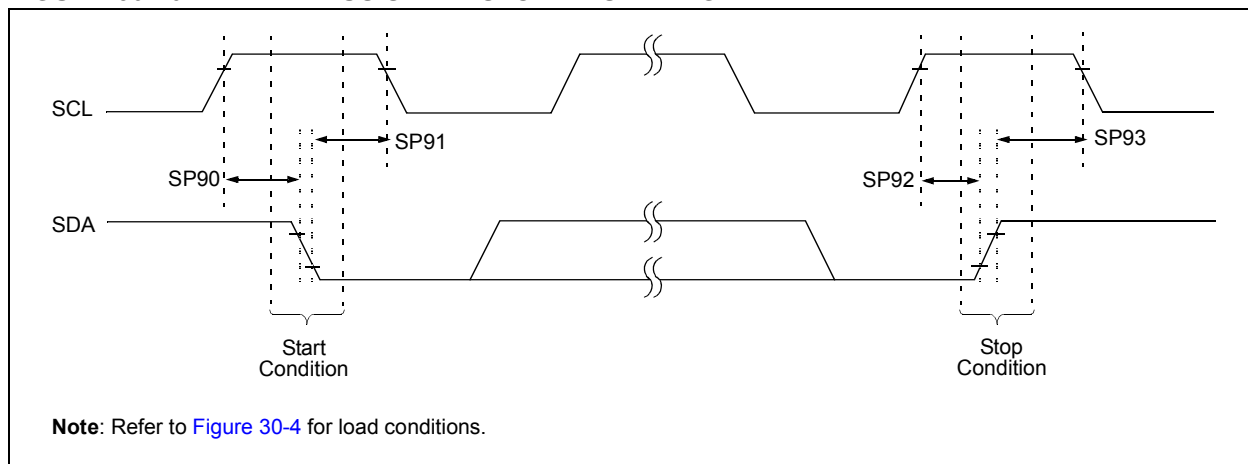 SCL
SP91
SP93
SP90
SP92
SDA
Start
Condition
Stop
Condition
Note: Refer to Figure 30-4 for load conditions.